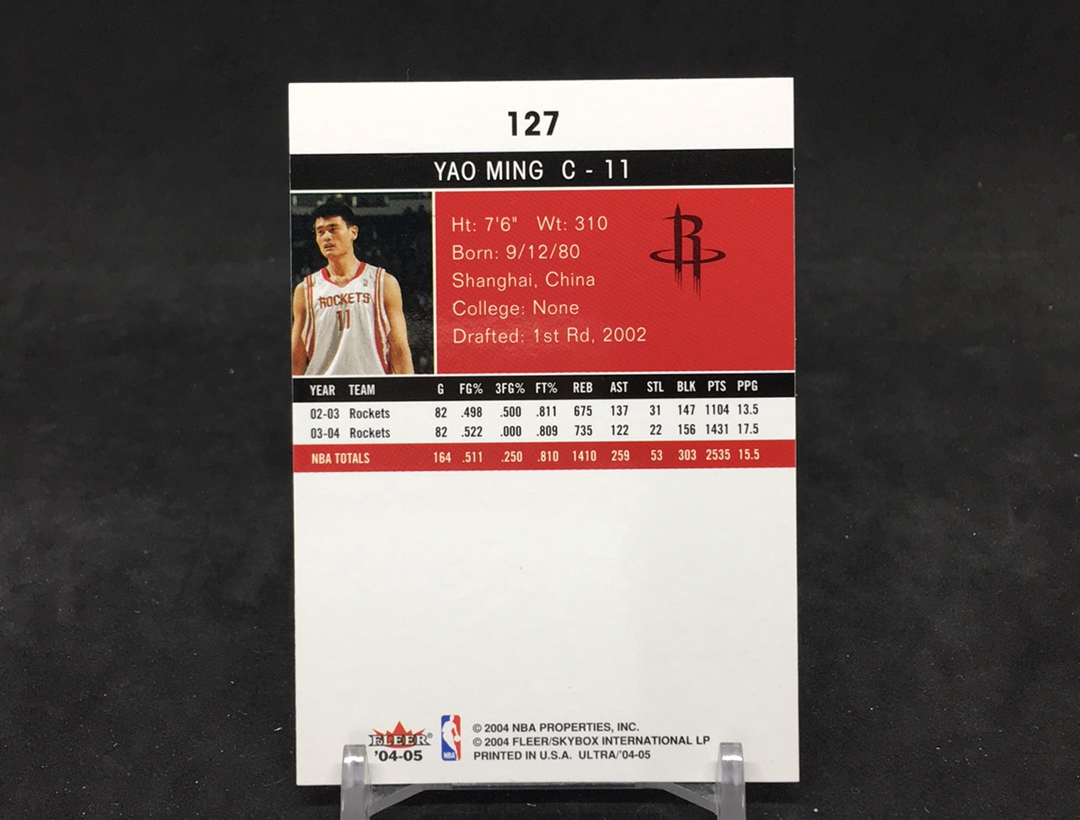 127
YAO MING C - 11
Ht: 7'6" Wt: 310
Born: 9/12/80
Shanghai, China
College: None
Drafted: 1st Rd, 2002
R
ROCKETS
11
YEAR TEAM G FG% 3FG% FT% REB AST STL BLK PTS PPG
02-03 Rockets 82 .498 .500 .811 675 137 31 147 1104 13.5
03-04 Rockets 82 .522 .000 .809 735 122 22 156 1431 17.5
NBA TOTALS 164 .511 .250 .810 1410 259 53 303 2535 15.5
FLEER®
'04-05
NBA
© 2004 NBA PROPERTIES, INC.
© 2004 FLEER/SKYBOX INTERNATIONAL LP
PRINTED IN U.S.A. ULTRA/'04-05